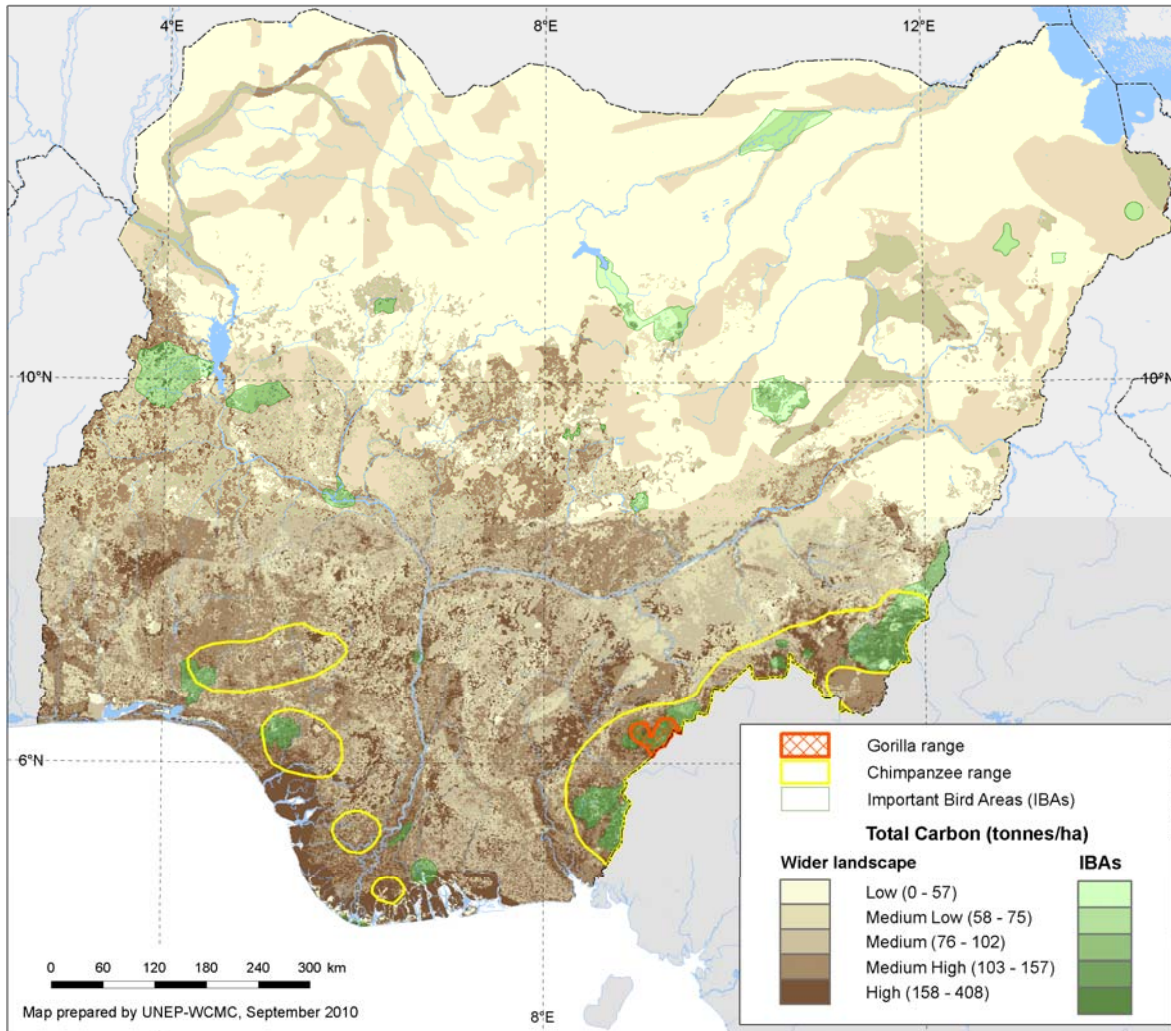 4°E 8°E 12°E
10°N 10°N
6°N
Gorilla range
Chimpanzee range
Important Bird Areas (IBAs)
Total Carbon (tonnes/ha)
Wider landscape IBAs
Low (0 - 57)
Medium Low (58 - 75)
Medium (76 - 102)
Medium High (103 - 157)
High (158 - 408)
0 60 120 180 240 300 km
Map prepared by UNEP-WCMC, September 2010
8°E